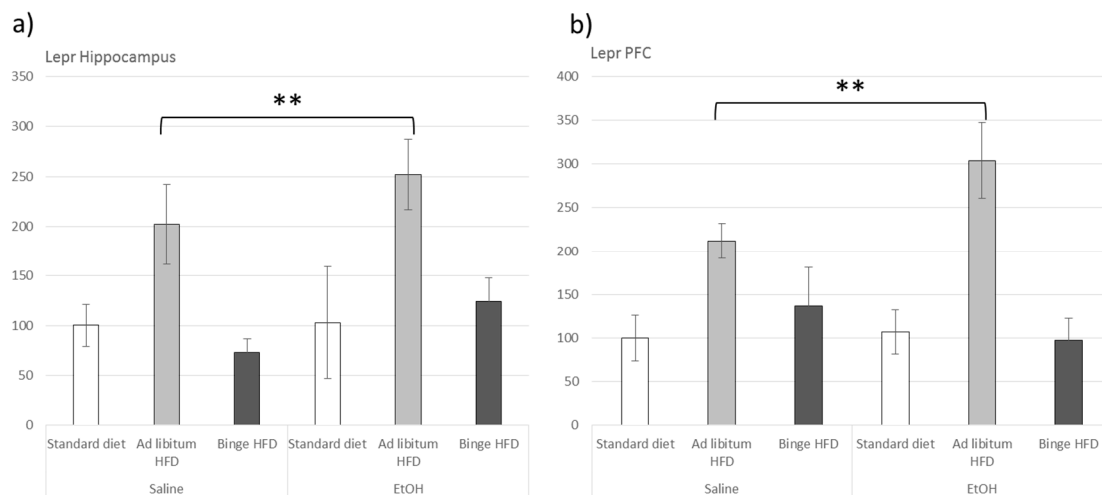 a)
Lepr Hippocampus
350
300
250
200
150
100
50
0
**
Standard diet Ad libitum HFD Binge HFD Standard diet Ad libitum HFD Binge HFD
Saline EtOH
b)
Lepr PFC
400
350
300
250
200
150
100
50
0
**
Standard diet Ad libitum HFD Binge HFD Standard diet Ad libitum HFD Binge HFD
Saline EtOH